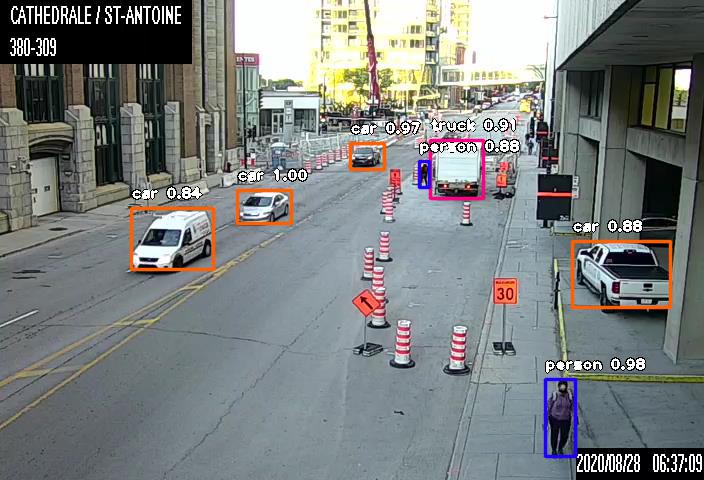 CATHEDRALE / ST-ANTOINE
380-309
car 0.97
truck 0.91
person 0.88
car 1.00
car 0.84
car 0.88
MAXIMUM
30
person 0.98
2020/08/28 06:37:09